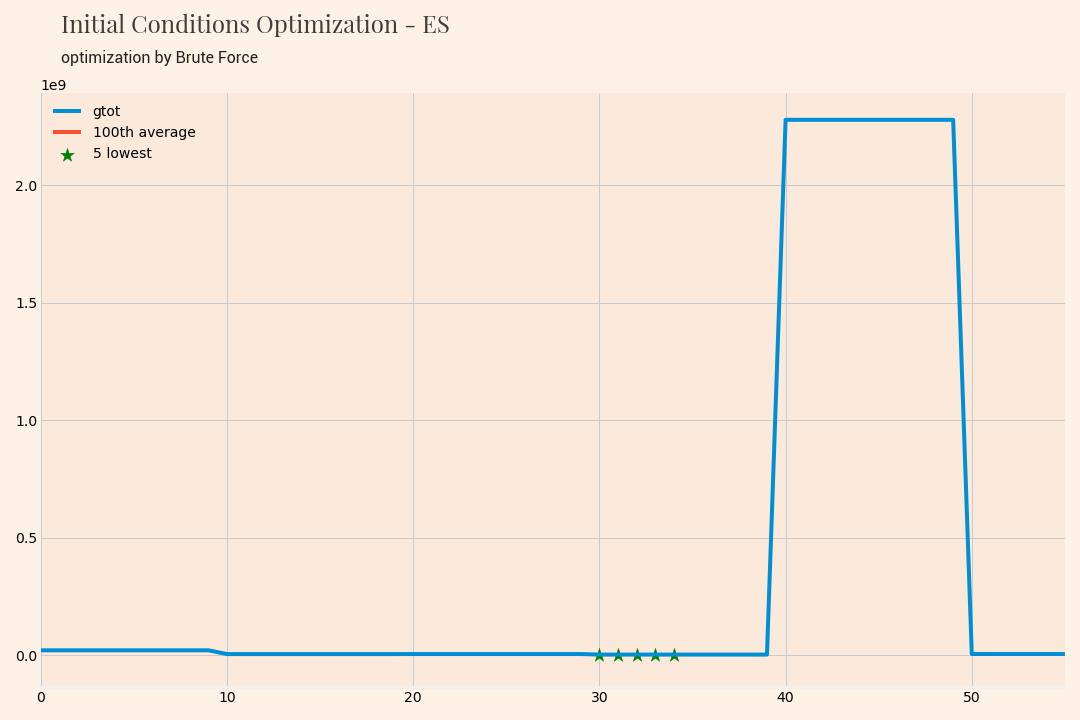 Initial Conditions Optimization - ES
optimization by Brute Force
1e9
gtot
100th average
5 lowest
2.0
1.5
1.0
0.5
0.0
0 10 20 30 40 50